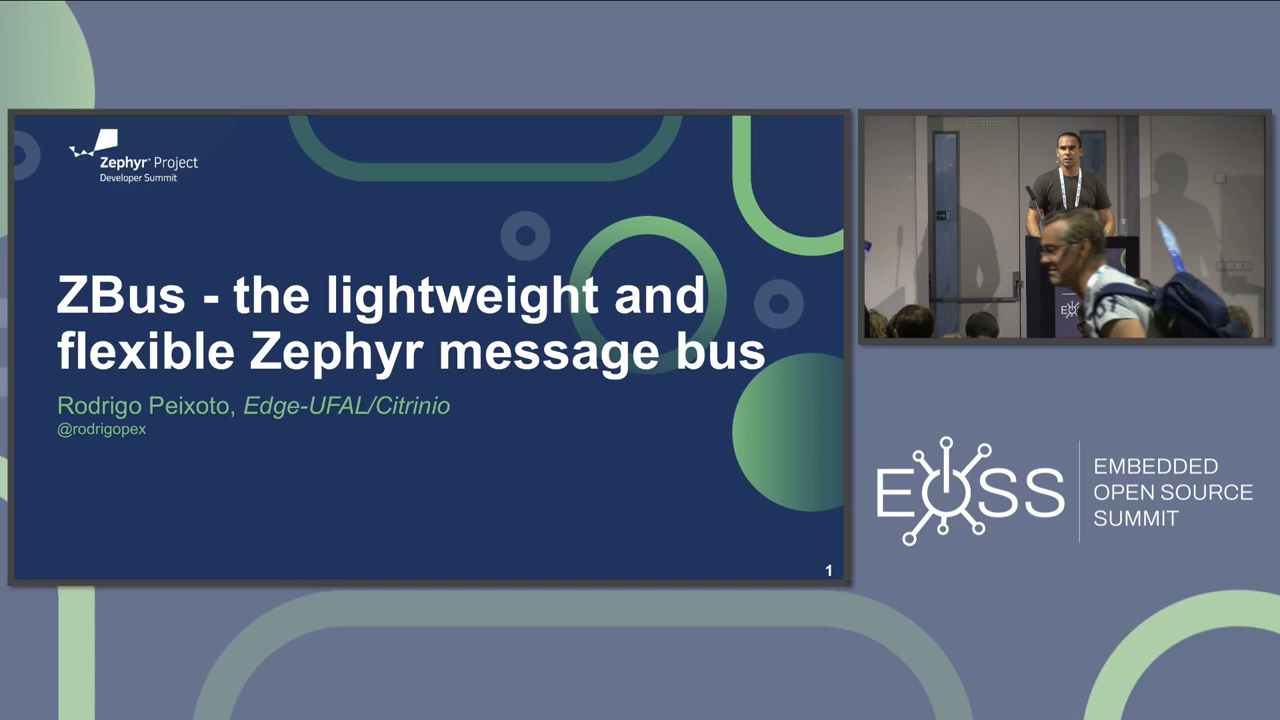 Zephyr™ Project
Developer Summit
ZBus - the lightweight and
flexible Zephyr message bus
Rodrigo Peixoto, Edge-UFAL/Citrinio
@rodrigopex
1
EOSS
EMBEDDED
OPEN SOURCE
SUMMIT